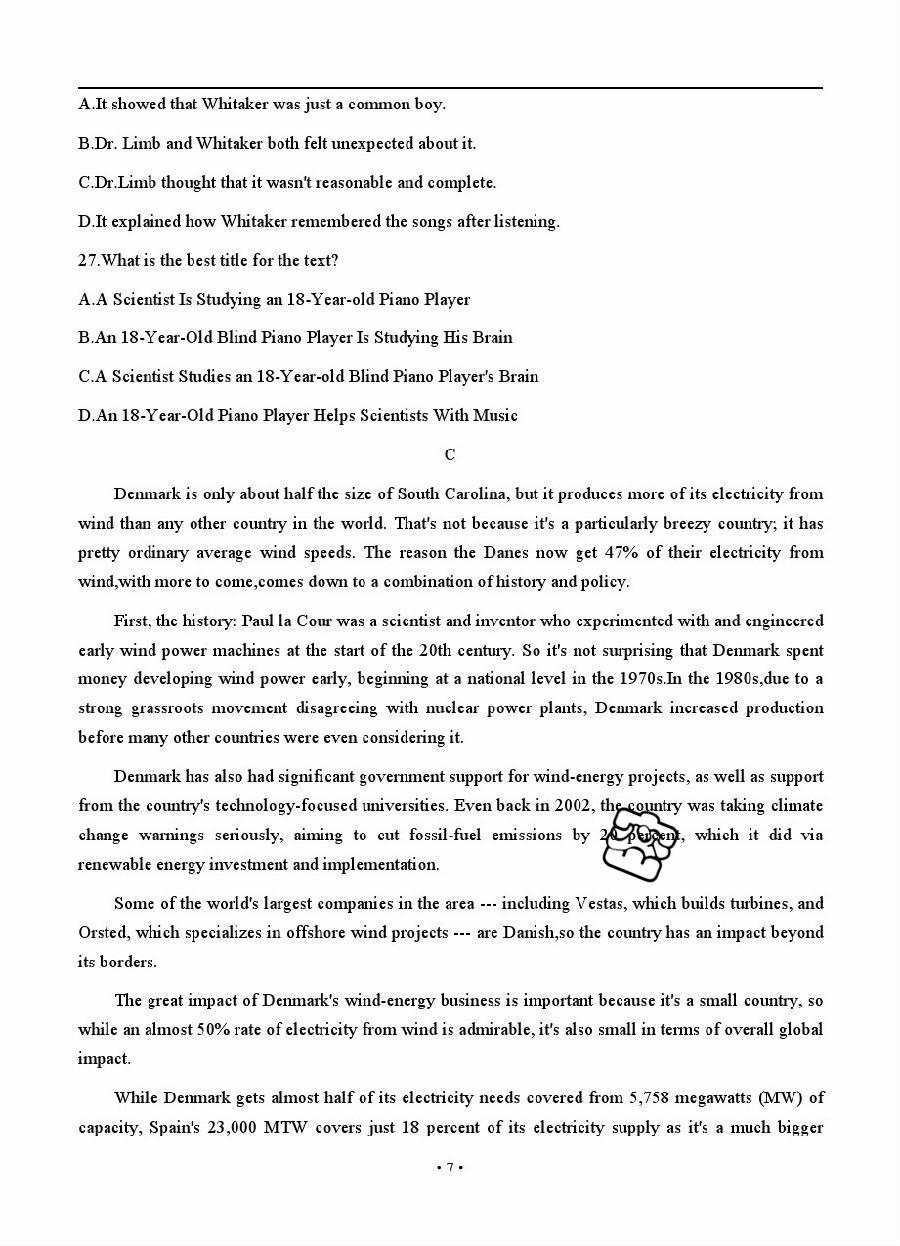 A.It showed that Whitaker was just a common boy.
B.Dr. Limb and Whitaker both felt unexpected about it.
C.Dr.Limb thought that it wasn't reasonable and complete.
D.It explained how Whitaker remembered the songs after listening.
27.What is the best title for the text?
A.A Scientist Is Studying an 18-Year-old Piano Player
B.An 18-Year-Old Blind Piano Player Is Studying His Brain
C.A Scientist Studies an 18-Year-old Blind Piano Player's Brain
D.An 18-Year-Old Piano Player Helps Scientists With Music
C
Denmark is only about half the size of South Carolina, but it produces more of its electricity from
wind than any other country in the world. That's not because it's a particularly breezy country; it has
pretty ordinary average wind speeds. The reason the Danes now get 47% of their electricity from
wind,with more to come,comes down to a combination of history and policy.
First, the history: Paul la Cour was a scientist and inventor who experimented with and engineered
early wind power machines at the start of the 20th century. So it's not surprising that Denmark spent
money developing wind power early, beginning at a national level in the 1970s.In the 1980s,due to a
strong grassroots movement disagreeing with nuclear power plants, Denmark increased production
before many other countries were even considering it.
Denmark has also had significant government support for wind-energy projects, as well as support
from the country's technology-focused universities. Even back in 2002, the country was taking climate
change warnings seriously, aiming to cut fossil-fuel emissions by 20 percent, which it did via
renewable energy investment and implementation.
Some of the world's largest companies in the area --- including Vestas, which builds turbines, and
Orsted, which specializes in offshore wind projects --- are Danish,so the country has an impact beyond
its borders.
The great impact of Denmark's wind-energy business is important because it's a small country, so
while an almost 50% rate of electricity from wind is admirable, it's also small in terms of overall global
impact.
While Denmark gets almost half of its electricity needs covered from 5,758 megawatts (MW) of
capacity, Spain's 23,000 MTW covers just 18 percent of its electricity supply as it's a much bigger
• 7 •